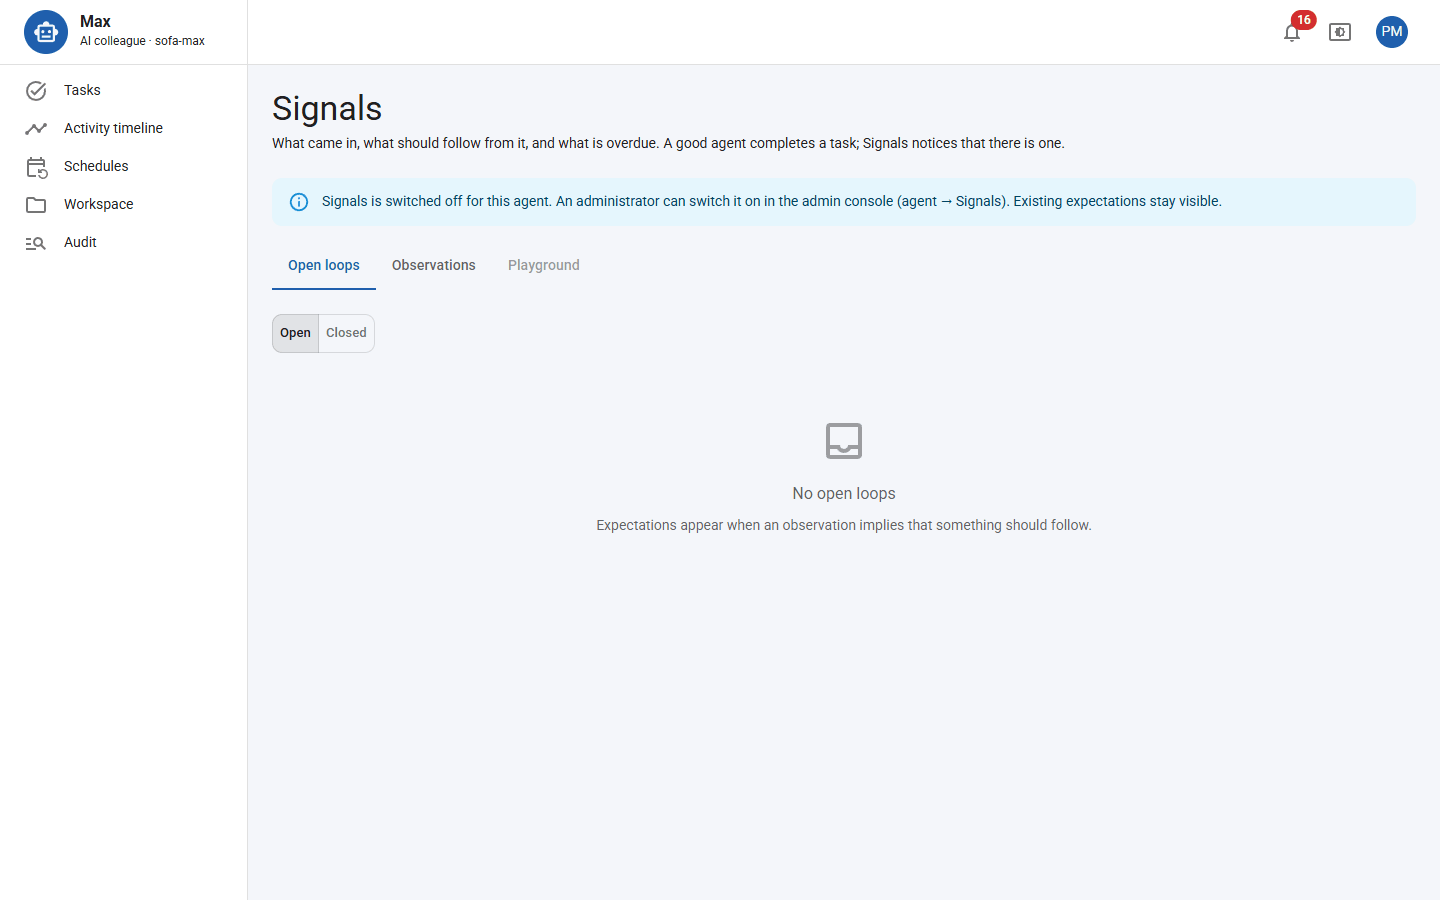 Max
AI colleague · sofa-max
16
PM
Tasks
Activity timeline
Schedules
Workspace
Audit
Signals
What came in, what should follow from it, and what is overdue. A good agent completes a task; Signals notices that there is one.
Signals is switched off for this agent. An administrator can switch it on in the admin console (agent → Signals). Existing expectations stay visible.
Open loops Observations Playground
Open Closed
No open loops
Expectations appear when an observation implies that something should follow.